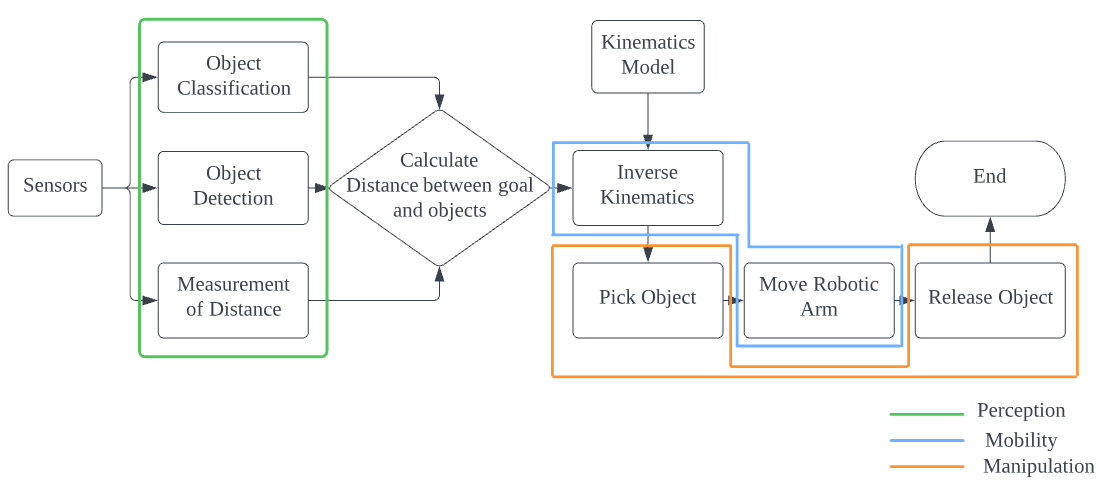 Sensors
Object
Classification
Object
Detection
Measurement
of Distance
Calculate
Distance between goal
and objects
Kinematics
Model
Inverse
Kinematics
Pick Object
Move Robotic
Arm
Release Object
End
Perception
Mobility
Manipulation